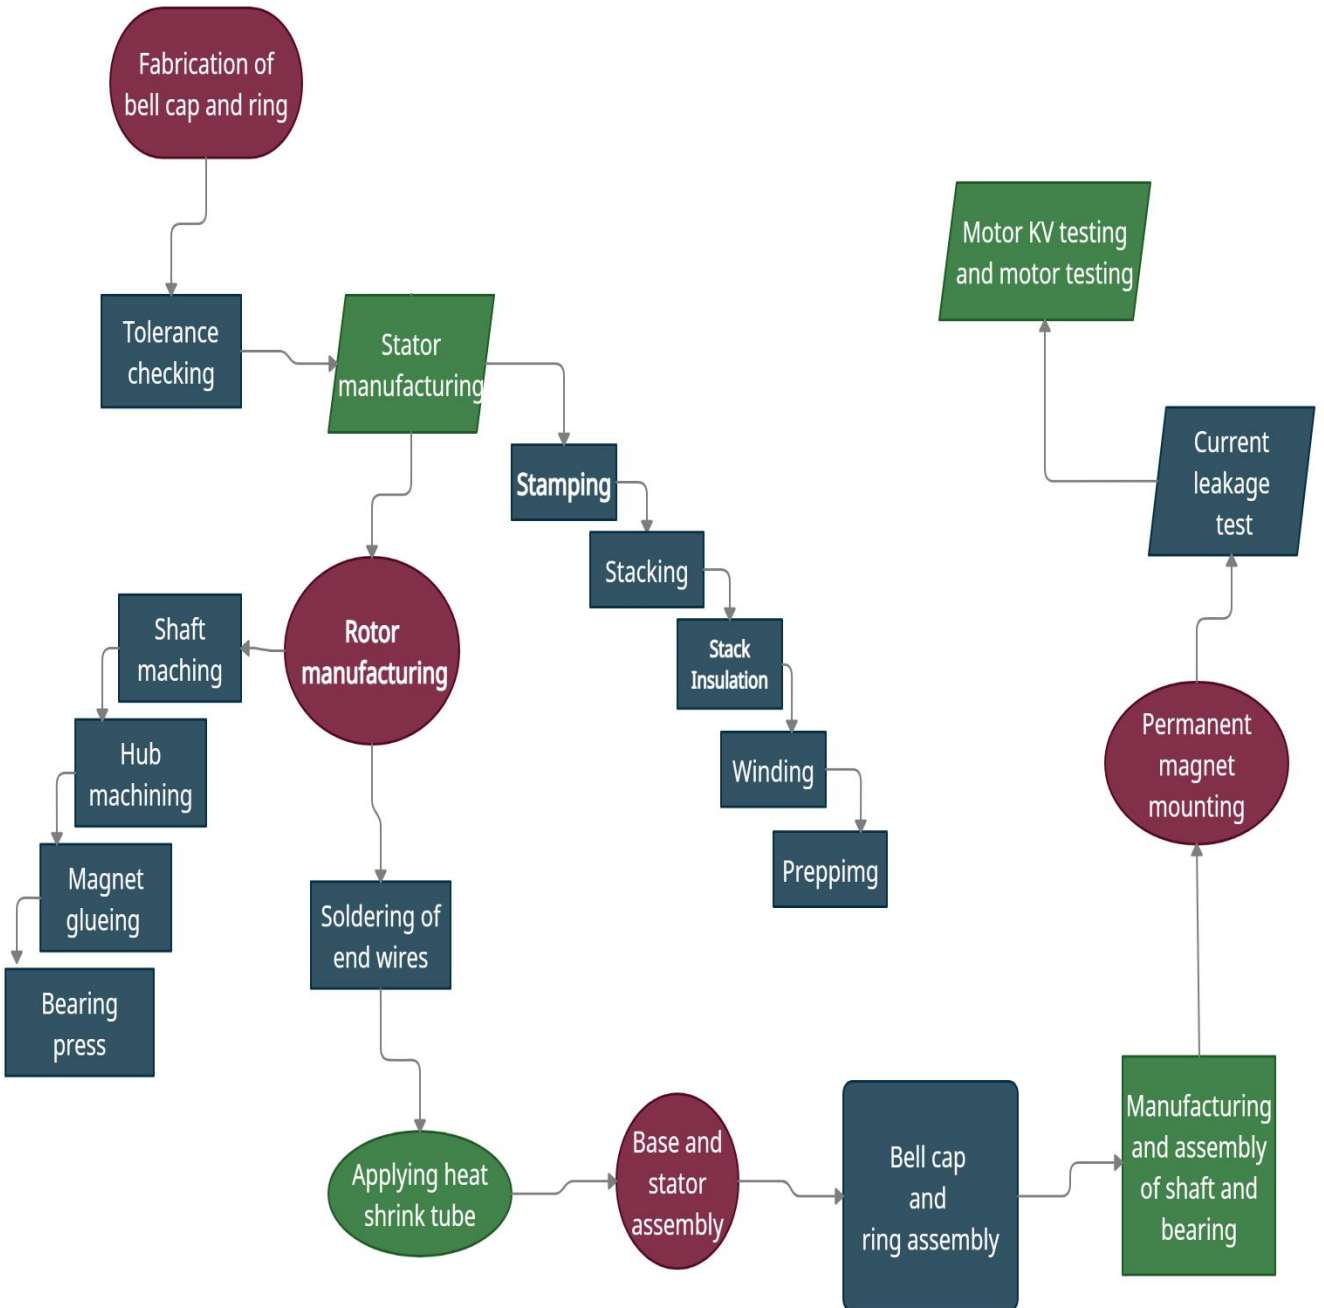 Fabrication of
bell cap and ring
Tolerance
checking
Stator
manufacturing
Stamping
Stacking
Stack
Insulation
Winding
Preppimg
Rotor
manufacturing
Shaft
maching
Hub
machining
Magnet
glueing
Bearing
press
Soldering of
end wires
Applying heat
shrink tube
Base and
stator
assembly
Bell cap
and
ring assembly
Manufacturing
and assembly
of shaft and
bearing
Permanent
magnet
mounting
Current
leakage
test
Motor KV testing
and motor testing